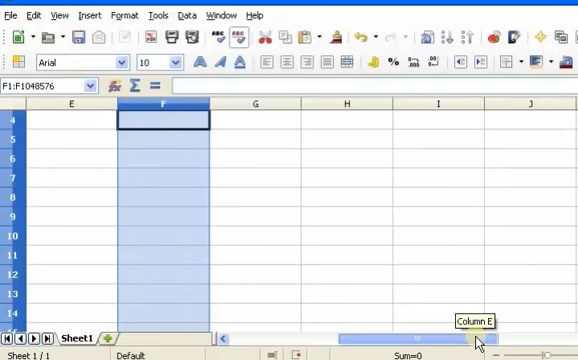 File Edit View Insert Format Tools Data Window Help
Arial 10
F1:F1048576
E F G H I J
4
5
6
7
8
9
10
11
12
13
14
Column E
Sheet1
Sheet 1 / 1 Default Sum=0